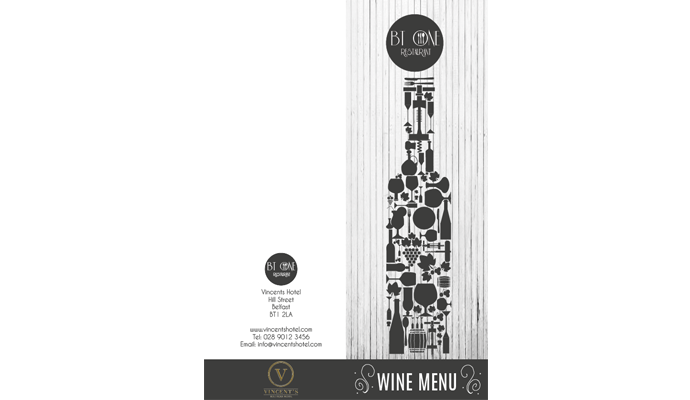 BT ONE
RESTAURANT
BT ONE
RESTAURANT
Vincents Hotel
Hill Street
Belfast
BT1 2LA
www.vincentshotel.com
Tel: 028 9012 3456
Email: info@vincentshotel.com
V
VINCENT'S
WINE MENU